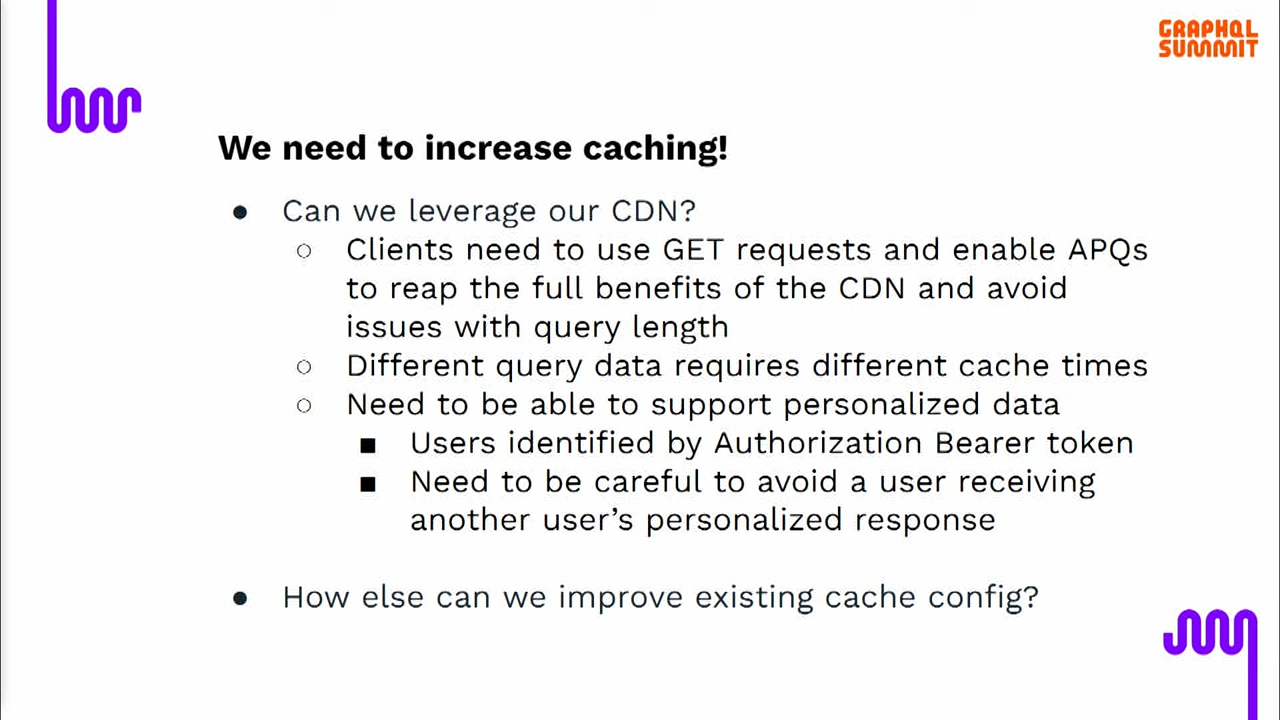 GRAPHQL
SUMMIT
We need to increase caching!
● Can we leverage our CDN?
○ Clients need to use GET requests and enable APQs
to reap the full benefits of the CDN and avoid
issues with query length
○ Different query data requires different cache times
○ Need to be able to support personalized data
■ Users identified by Authorization Bearer token
■ Need to be careful to avoid a user receiving
another user’s personalized response
● How else can we improve existing cache config?